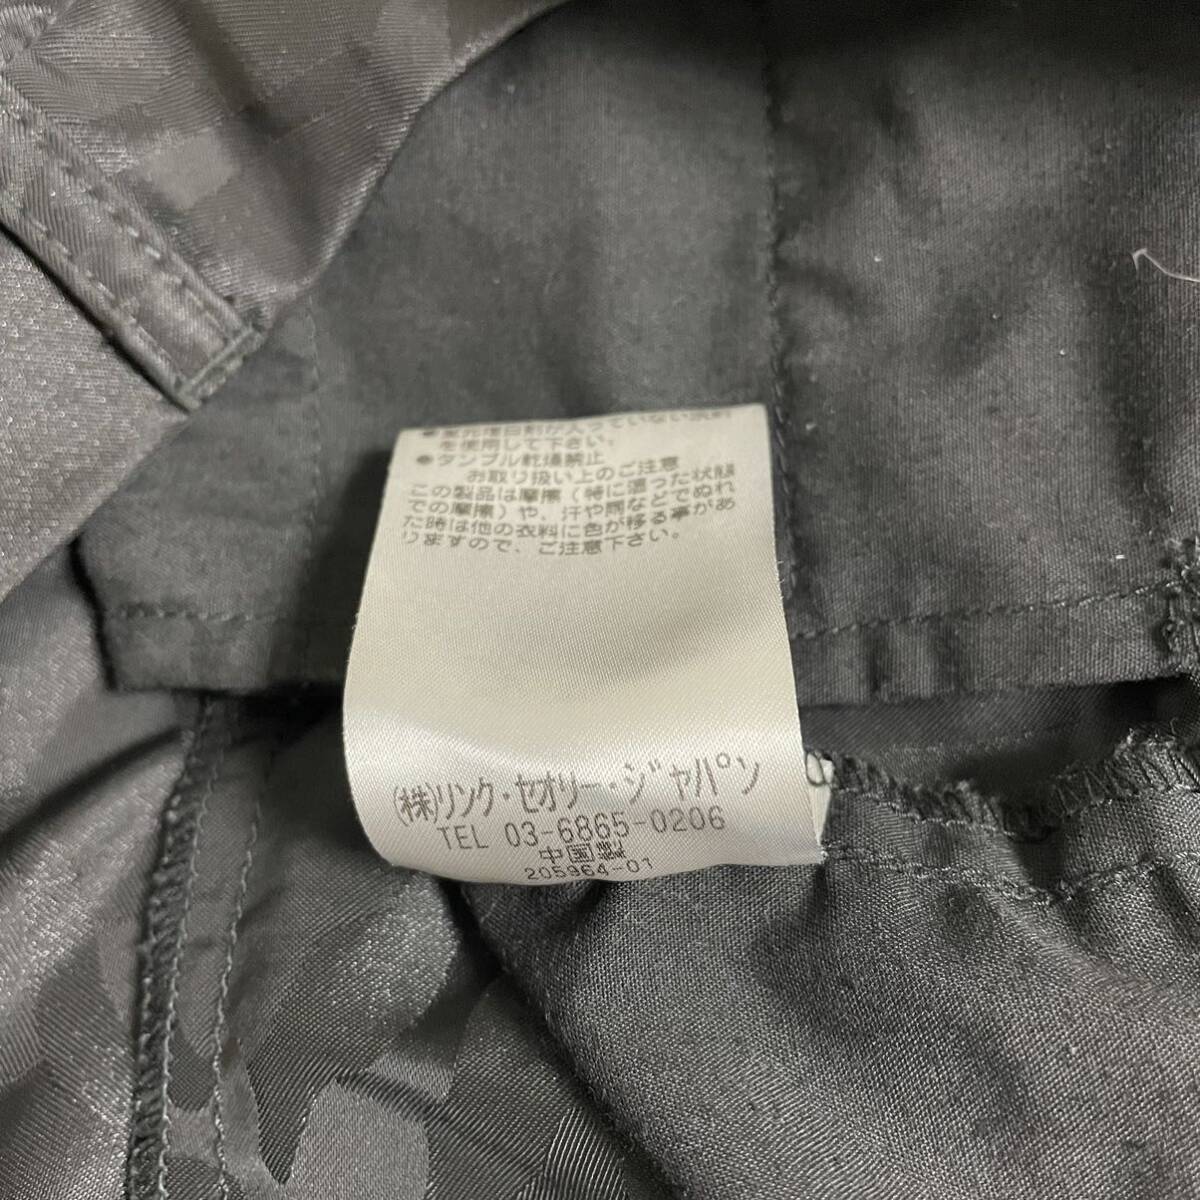 ●蛍光増白剤が入っていない洗剤
を使用して下さい。
●タンブル乾燥禁止
お取り扱い上のご注意
この製品は摩擦(特に湿った状態
での摩擦)や、汗や雨などでぬれ
た時は他の衣料に色が移る事があ
りますので、ご注意下さい。
(株)リンク・セオリー・ジャパン
TEL 03-6865-0206
中国製
205964-01